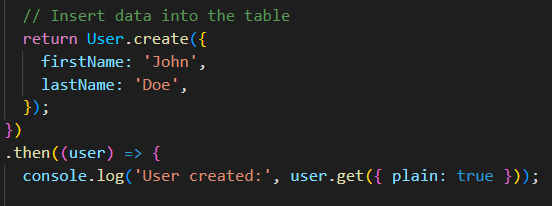 // Insert data into the table
return User.create({
firstName: 'John',
lastName: 'Doe',
});
})
.then((user) => {
console.log('User created:', user.get({ plain: true }));